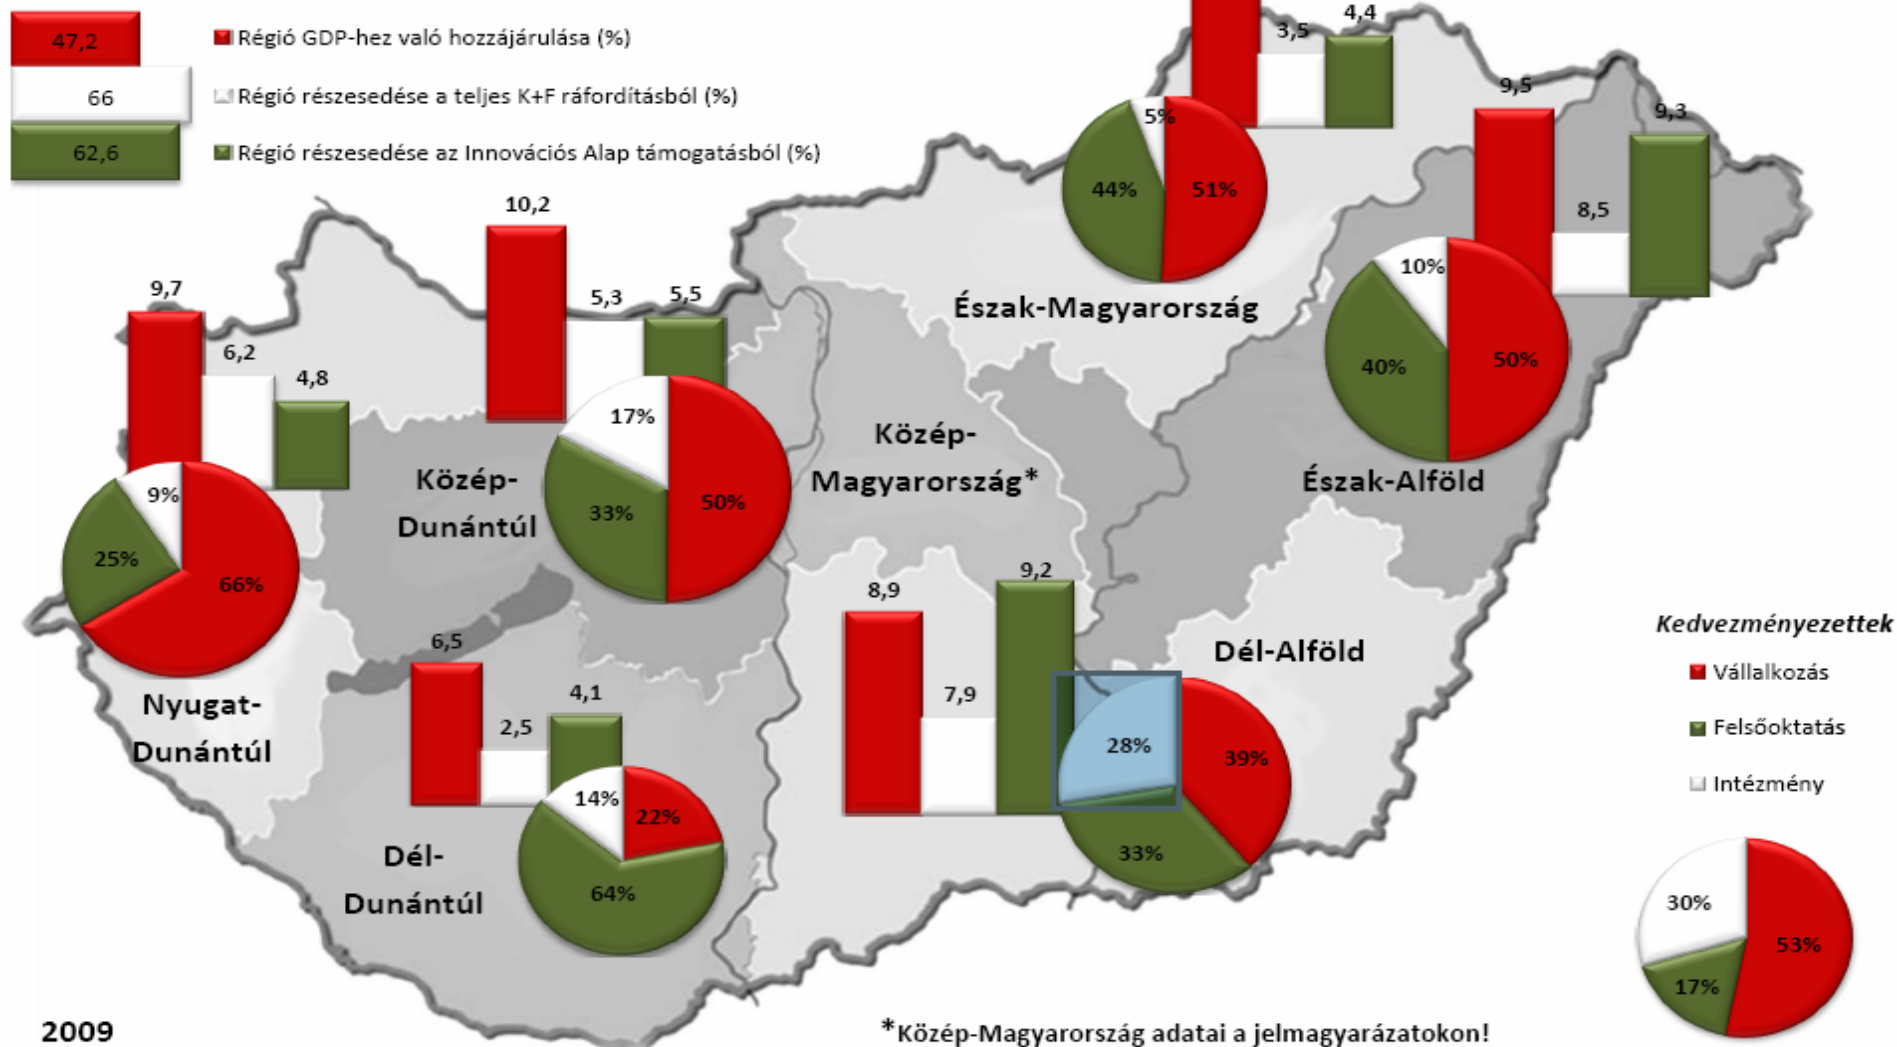 47,2
Régió GDP-hez való hozzájárulása (%)
66
Régió részesedése a teljes K+F ráfordításból (%)
62,6
Régió részesedése az Innovációs Alap támogatásból (%)
3,5
4,4
5%
44%
51%
Észak-Magyarország
9,5
8,5
9,3
10%
40%
50%
Észak-Alföld
10,2
5,3
5,5
17%
33%
50%
Közép-
Dunántúl
9,7
6,2
4,8
9%
25%
66%
Nyugat-
Dunántúl
Közép-
Magyarország*
6,5
2,5
4,1
14%
22%
64%
Dél-
Dunántúl
8,9
7,9
9,2
28%
39%
33%
Dél-Alföld
Kedvezményezettek
Vállalkozás
Felsőoktatás
Intézmény
30%
53%
17%
2009
*Közép-Magyarország adatai a jelmagyarázatokon!